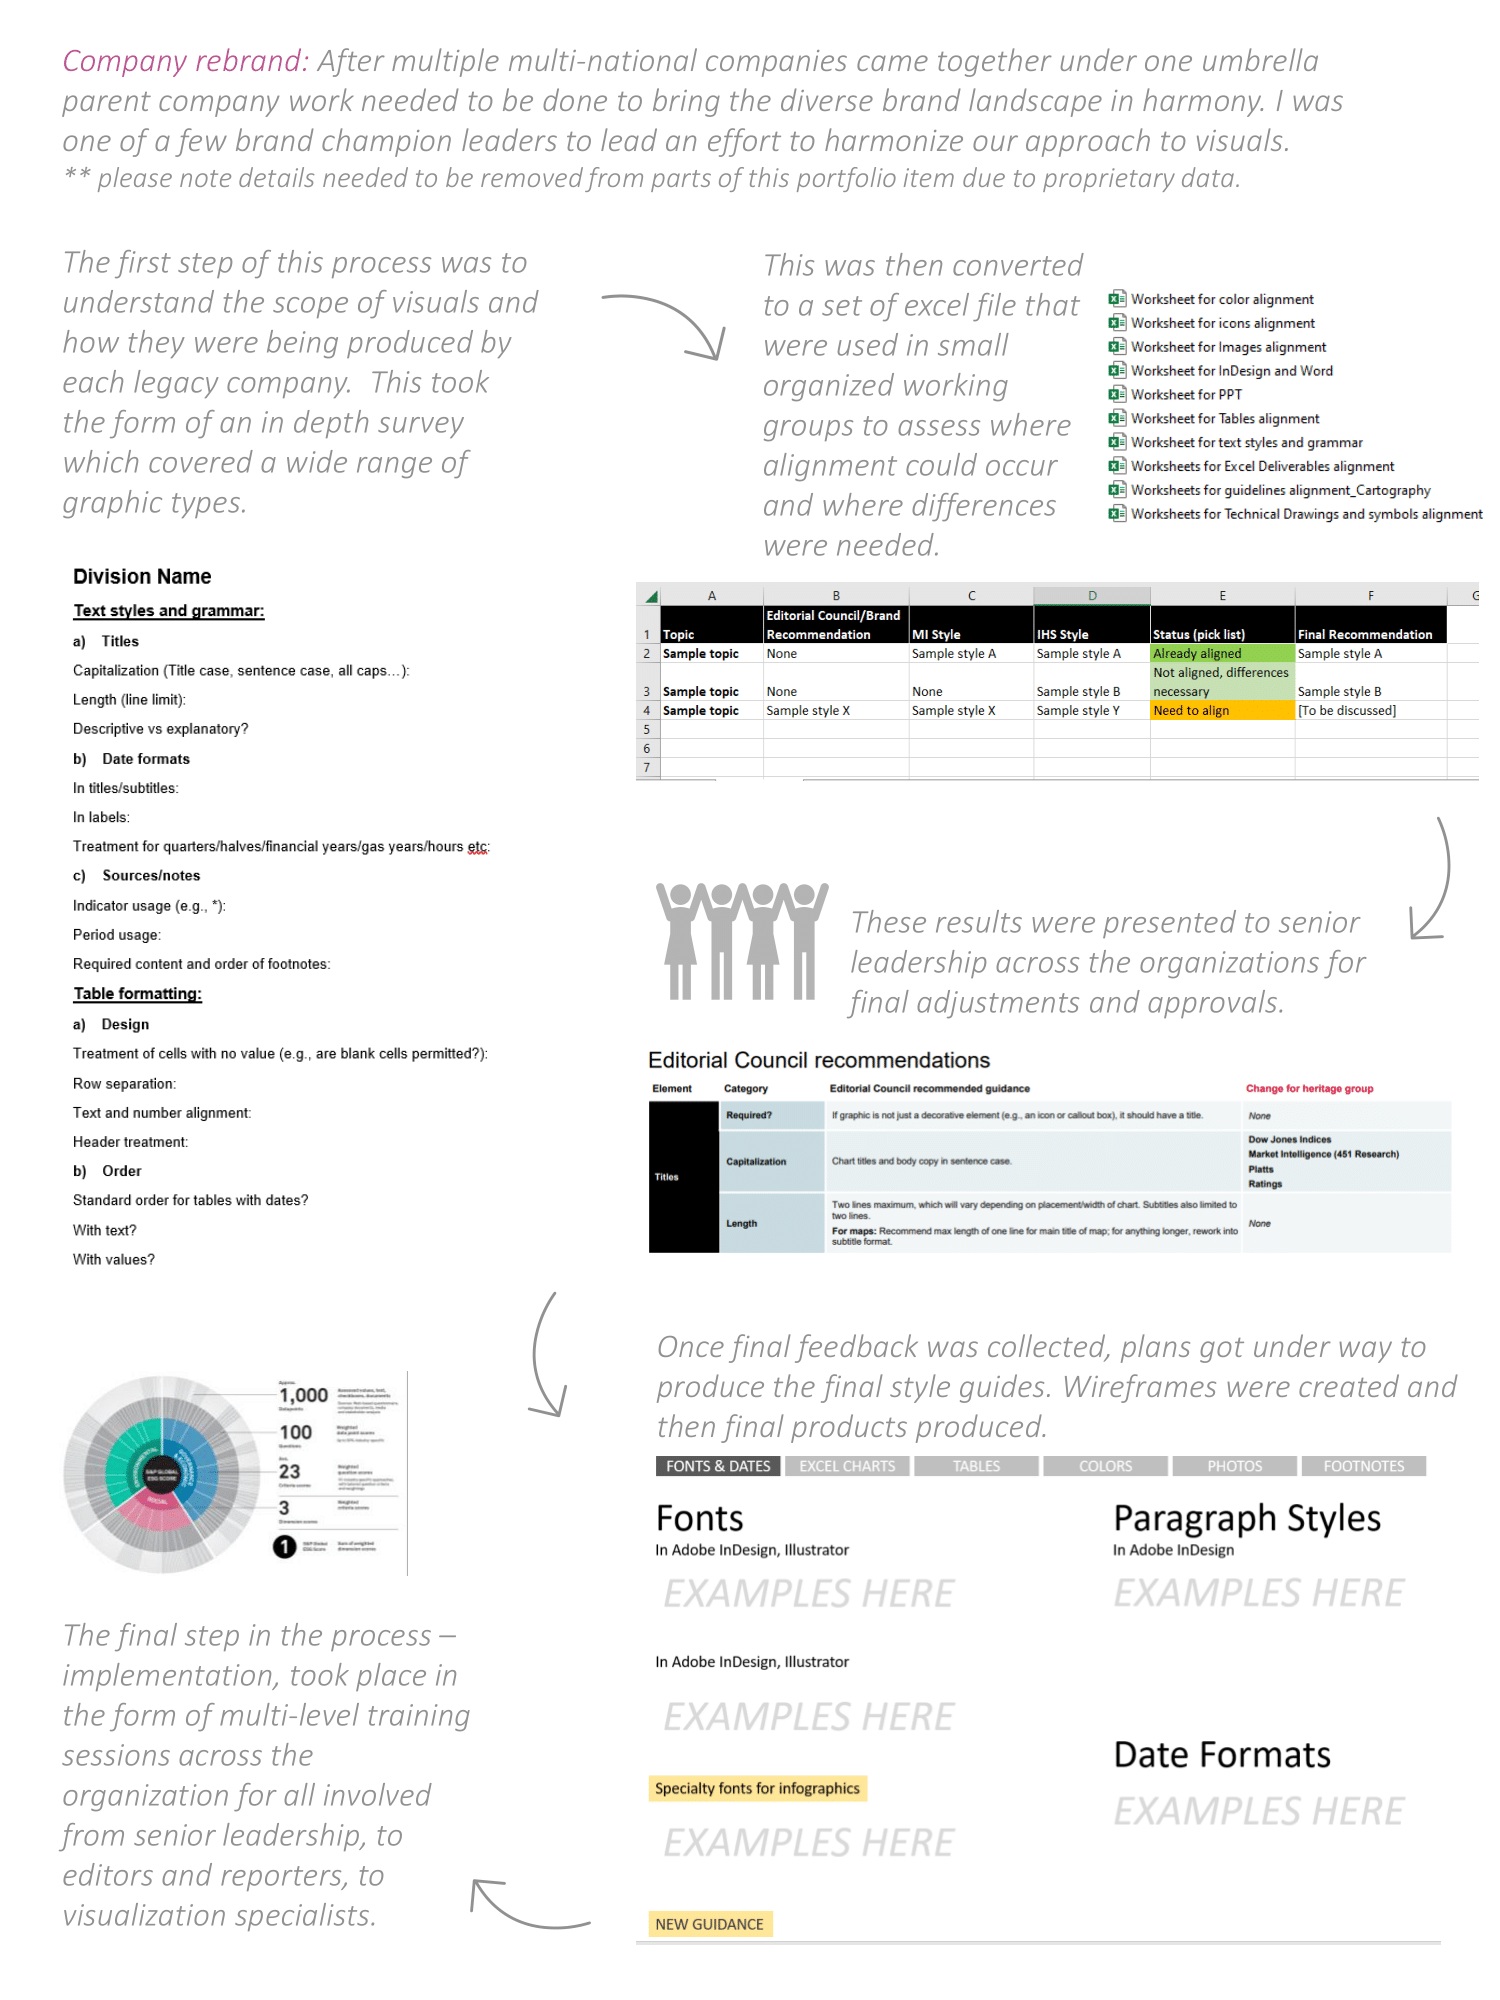 Company rebrand: After multiple multi-national companies came together under one umbrella
parent company work needed to be done to bring the diverse brand landscape in harmony. I was
one of a few brand champion leaders to lead an effort to harmonize our approach to visuals.
** please note details needed to be removed from parts of this portfolio item due to proprietary data.
The first step of this process was to
understand the scope of visuals and
how they were being produced by
each legacy company.  This took
the form of an in depth survey
which covered a wide range of
graphic types.
This was then converted
to a set of excel file that
were used in small
organized working
groups to assess where
alignment could occur
and where differences
were needed.
Worksheet for color alignment
Worksheet for icons alignment
Worksheet for Images alignment
Worksheet for InDesign and Word
Worksheet for PPT
Worksheet for Tables alignment
Worksheet for text styles and grammar
Worksheets for Excel Deliverables alignment
Worksheets for guidelines alignment_Cartography
Worksheets for Technical Drawings and symbols alignment
Division Name
Text styles and grammar:
a) Titles
Capitalization (Title case, sentence case, all caps...):
Length (line limit):
Descriptive vs explanatory?
b) Date formats
In titles/subtitles:
In labels:
Treatment for quarters/halves/financial years/gas years/hours etc:
c) Sources/notes
Indicator usage (e.g., *):
Period usage:
Required content and order of footnotes:
Table formatting:
a) Design
Treatment of cells with no value (e.g., are blank cells permitted?):
Row separation:
Text and number alignment:
Header treatment:
b) Order
Standard order for tables with dates?
With text?
With values?
A B C D E F G
Editorial Council/Brand
1 Topic Recommendation MI Style IHS Style Status (pick list) Final Recommendation
2 Sample topic None Sample style A Sample style A Already aligned Sample style A
Not aligned, differences
3 Sample topic None None Sample style B necessary Sample style B
4 Sample topic Sample style X Sample style X Sample style Y Need to align [To be discussed]
5
6
7
These results were presented to senior
leadership across the organizations for
final adjustments and approvals.
Editorial Council recommendations
Element Category Editorial Council recommended guidance Change for heritage group
Titles
Required? If graphic is not just a decorative element (e.g., an icon or callout box), it should have a title. None
Capitalization Chart titles and body copy in sentence case.
Dow Jones Indices
Market Intelligence (451 Research)
Platts
Ratings
Length
Two lines maximum, which will vary depending on placement/width of chart. Subtitles also limited to
two lines.
For maps: Recommend max length of one line for main title of map; for anything longer, rework into
subtitle format.
None
Once final feedback was collected, plans got under way to
produce the final style guides.  Wireframes were created and
then final products produced.
FONTS & DATES EXCEL CHARTS TABLES COLORS PHOTOS FOOTNOTES
Fonts
In Adobe InDesign, Illustrator
EXAMPLES HERE
In Adobe InDesign, Illustrator
EXAMPLES HERE
Specialty fonts for infographics
EXAMPLES HERE
NEW GUIDANCE
Paragraph Styles
In Adobe InDesign
EXAMPLES HERE
Date Formats
EXAMPLES HERE
S&P GLOBAL
ESG SCORE
ENVIRONMENTAL
GOVERNANCE
& ECONOMIC
SOCIAL
1,000
100
23
3
1
The final step in the process –
implementation, took place in
the form of multi-level training
sessions across the
organization for all involved
from senior leadership, to
editors and reporters, to
visualization specialists.